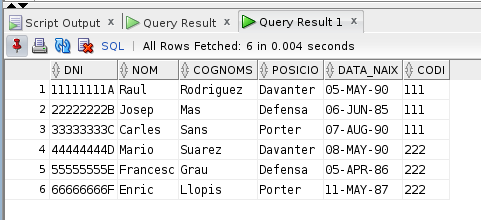 Script Output x Query Result x Query Result 1 x
SQL | All Rows Fetched: 6 in 0.004 seconds
DNI NOM COGNOMS POSICIO DATA_NAIX CODI
1 11111111A Raul Rodriguez Davanter 05-MAY-90 111
2 22222222B Josep Mas Defensa 06-JUN-85 111
3 33333333C Carles Sans Porter 07-AUG-90 111
4 44444444D Mario Suarez Davanter 08-MAY-90 222
5 55555555E Francesc Grau Defensa 05-APR-86 222
6 66666666F Enric Llopis Porter 11-MAY-87 222